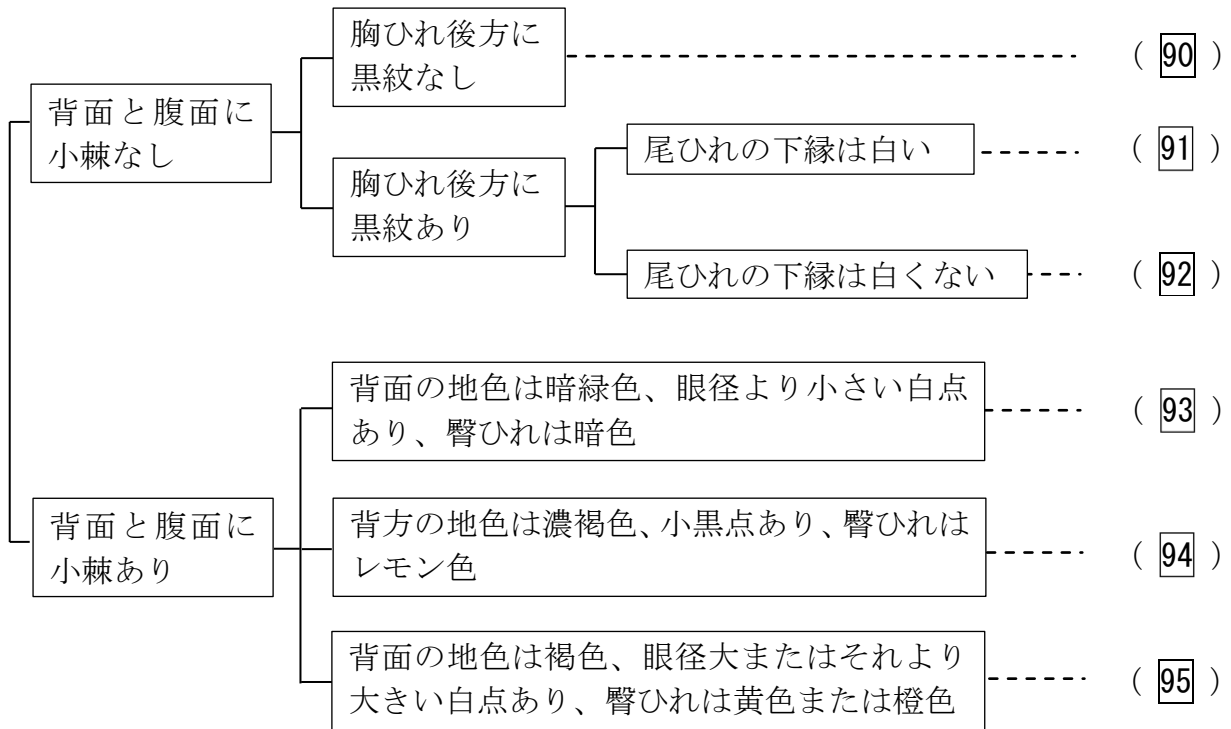 胸ひれ後方に
黒紋なし
( 90 )
背面と腹面に
小棘なし
尾ひれの下縁は白い
( 91 )
胸ひれ後方に
黒紋あり
尾ひれの下縁は白くない
( 92 )
背面の地色は暗緑色、眼径より小さい白点
あり、臀ひれは暗色
( 93 )
背面と腹面に
小棘あり
背方の地色は濃褐色、小黒点あり、臀ひれは
レモン色
( 94 )
背面の地色は褐色、眼径大またはそれより
大きい白点あり、臀ひれは黄色または橙色
( 95 )